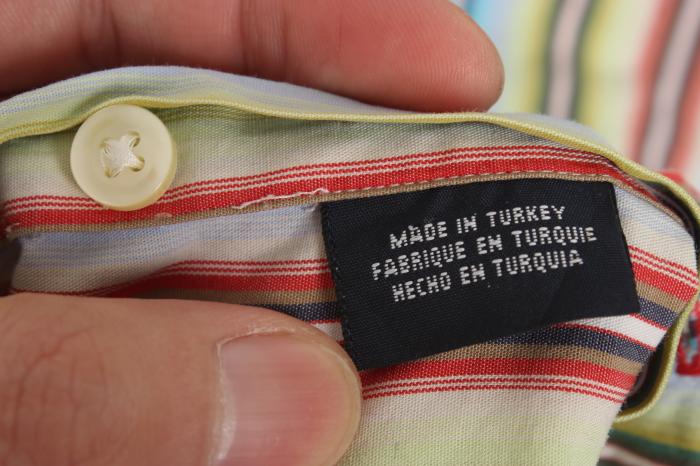 MADE IN TURKEY
FABRIQUE EN TURQUIE
HECHO EN TURQUIA